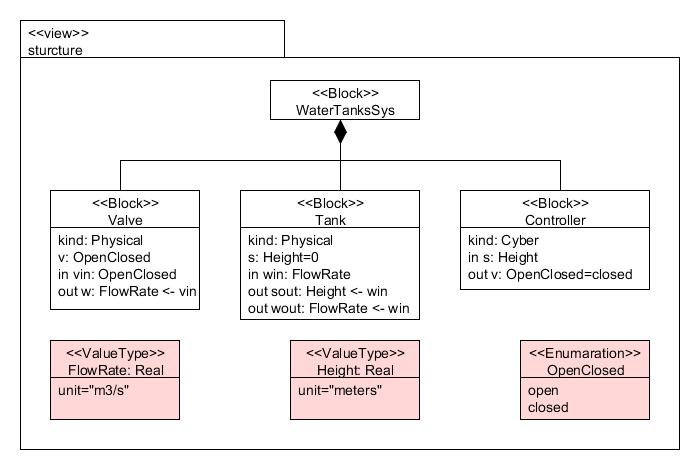 <<view>>
sturcture
<<Block>>
WaterTanksSys
<<Block>>
Valve
kind: Physical
v: OpenClosed
in vin: OpenClosed
out w: FlowRate <- vin
<<Block>>
Tank
kind: Physical
s: Height=0
in win: FlowRate
out sout: Height <- win
out wout: FlowRate <- win
<<Block>>
Controller
kind: Cyber
in s: Height
out v: OpenClosed=closed
<<ValueType>>
FlowRate: Real
unit="m3/s"
<<ValueType>>
Height: Real
unit="meters"
<<Enumaration>>
OpenClosed
open
closed